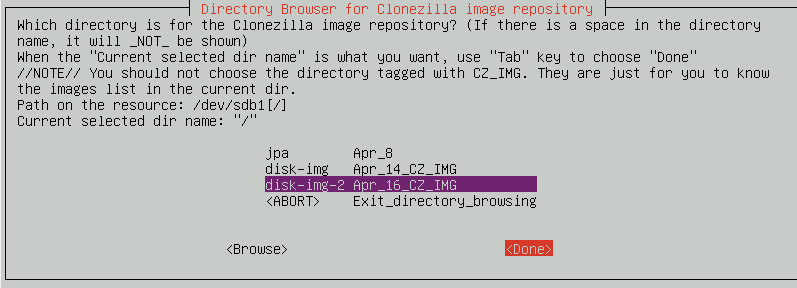 Directory Browser for Clonezilla image repository
Which directory is for the Clonezilla image repository? (If there is a space in the directory
name, it will _NOT_ be shown)
When the "Current selected dir name" is what you want, use "Tab" key to choose "Done"
//NOTE// You should not choose the directory tagged with CZ_IMG. They are just for you to know
the images list in the current dir.
Path on the resource: /dev/sdb1[/]
Current selected dir name: "/"
jpa Apr_8
disk-img Apr_14_CZ_IMG
disk-img-2 Apr_16_CZ_IMG
<ABORT> Exit_directory_browsing
<Browse> <Done>